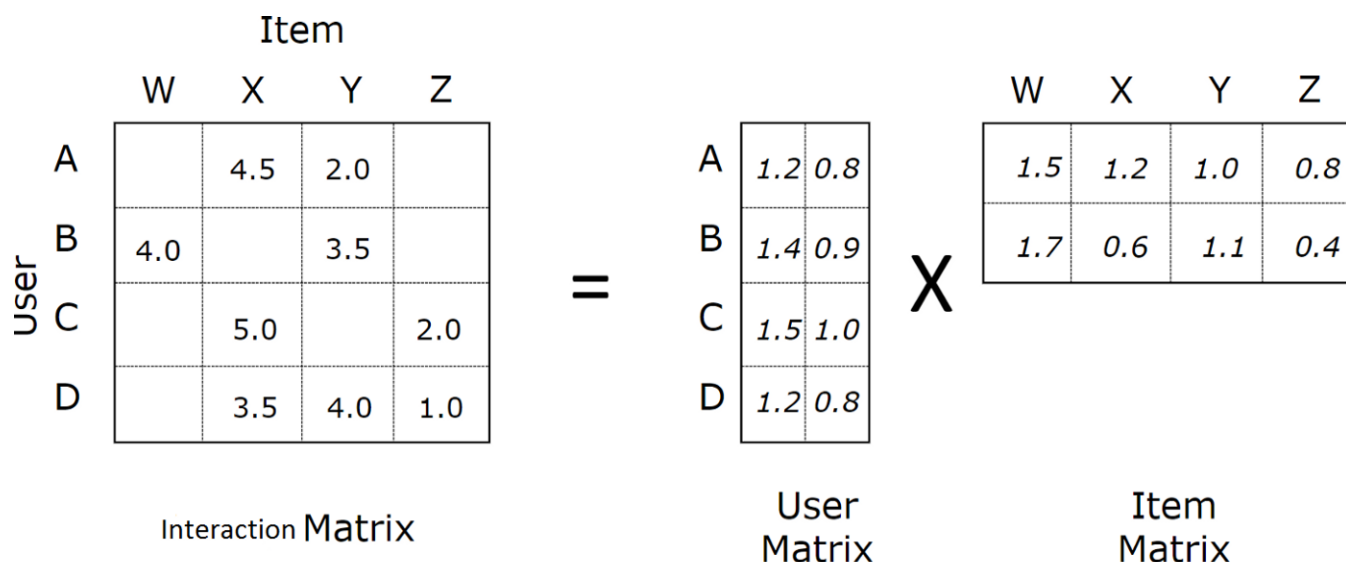 Item
W X Y Z W X Y Z
A 4.5 2.0 A 1.2 0.8 1.5 1.2 1.0 0.8
B 4.0 3.5 B 1.4 0.9 1.7 0.6 1.1 0.4
User
= X
C 5.0 2.0 C 1.5 1.0
D 3.5 4.0 1.0 D 1.2 0.8
Interaction Matrix
User
Matrix
Item
Matrix